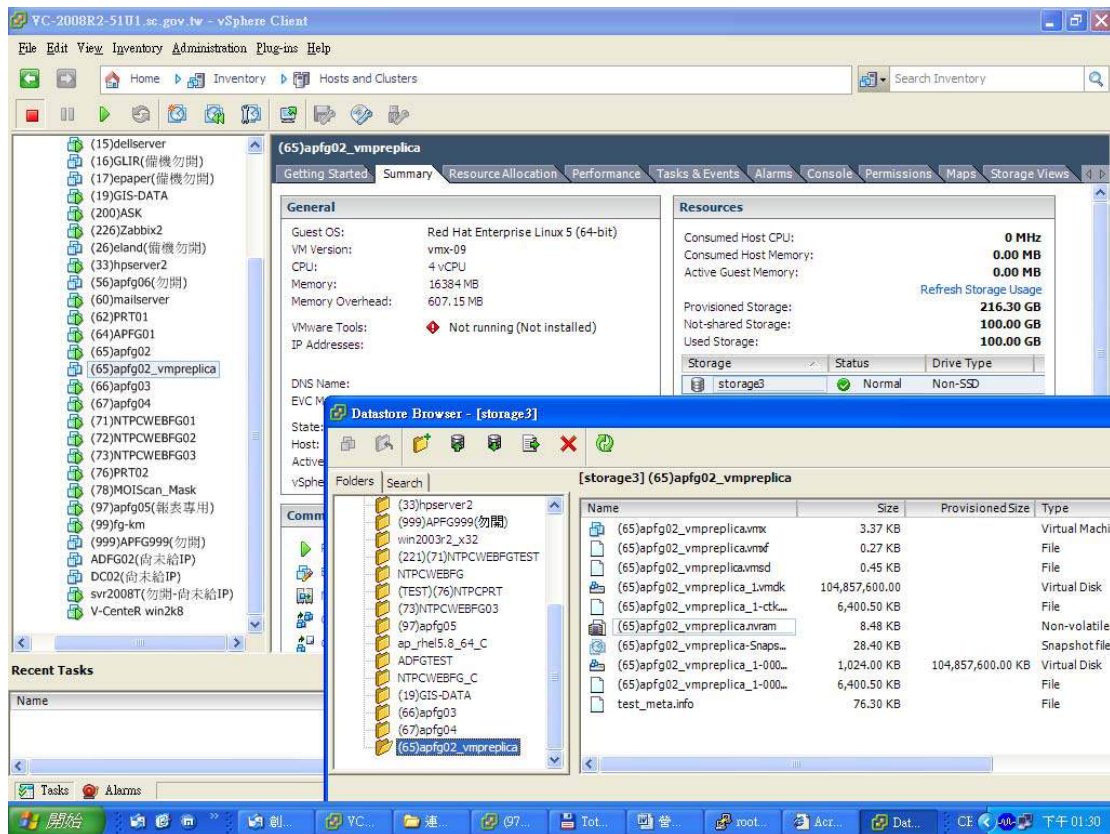 VC-2008R2-51U1.sc.gov.tw - vSphere Client
File Edit View Inventory Administration Plug-ins Help
Home Inventory Hosts and Clusters
Search Inventory
(15)dellserver
(16)GLIR(備機勿開)
(17)epaper(備機勿開)
(19)GIS-DATA
(200)ASK
(226)Zabbix2
(26)eland(備機勿開)
(33)hpserver2
(56)apfg06(勿開)
(60)mailserver
(62)PRT01
(64)APFG01
(65)apfg02
(65)apfg02_vmpreplica
(66)apfg03
(67)apfg04
(71)NTPCWEBFG01
(72)NTPCWEBFG02
(73)NTPCWEBFG03
(76)PRT02
(78)MOIScan_Mask
(97)apfg05(報表專用)
(99)fg-km
(999)APFG999(勿開)
ADFG02(尚未給IP)
DC02(尚未給IP)
svr2008T(勿開-尚未給IP)
V-CenteR win2k8
(65)apfg02_vmpreplica
Getting Started Summary Resource Allocation Performance Tasks & Events Alarms Console Permissions Maps Storage Views
General
Guest OS: Red Hat Enterprise Linux 5 (64-bit)
VM Version: vmx-09
CPU: 4 vCPU
Memory: 16384 MB
Memory Overhead: 607.15 MB
VMware Tools: Not running (Not installed)
IP Addresses:
DNS Name:
EVC M
State:
Host:
Active
vSphe
Comm
Resources
Consumed Host CPU: 0 MHz
Consumed Host Memory: 0.00 MB
Active Guest Memory: 0.00 MB
Refresh Storage Usage
Provisioned Storage: 216.30 GB
Not-shared Storage: 100.00 GB
Used Storage: 100.00 GB
Storage Status Drive Type
storage3 Normal Non-SSD
Datastore Browser - [storage3]
Folders Search
(33)hpserver2
(999)APFG999(勿開)
win2003r2_x32
(221)(71)NTPCWEBFGTEST
NTPCWEBFG
(TEST)(76)NTPCPRT
(73)NTPCWEBFG03
(97)apfg05
ap_rhel5.8_64_C
ADFGTEST
NTPCWEBFG_C
(19)GIS-DATA
(66)apfg03
(67)apfg04
(65)apfg02_vmpreplica
[storage3] (65)apfg02_vmpreplica
Name Size Provisioned Size Type
(65)apfg02_vmpreplica.vmx 3.37 KB Virtual Machi
(65)apfg02_vmpreplica.vmxf 0.27 KB File
(65)apfg02_vmpreplica.vmsd 0.45 KB File
(65)apfg02_vmpreplica_1.vmdk 104,857,600.00 Virtual Disk
(65)apfg02_vmpreplica_1-ctk... 6,400.50 KB File
(65)apfg02_vmpreplica.nvram 8.48 KB Non-volatile
(65)apfg02_vmpreplica-Snaps... 28.40 KB Snapshot file
(65)apfg02_vmpreplica_1-000... 1,024.00 KB 104,857,600.00 KB Virtual Disk
(65)apfg02_vmpreplica_1-000... 6,400.50 KB File
test_meta.info 76.30 KB File
Recent Tasks
Name
Tasks Alarms
開始 創... VC... 連... (97... Tot... 營... root... Acr... Dat... CE 下午 01:30